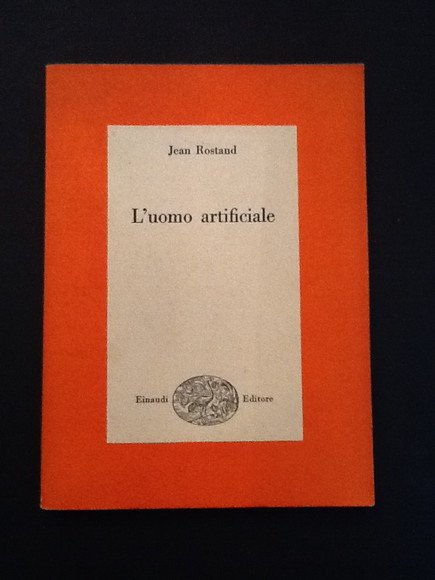 Jean Rostand
L'uomo artificiale
Einaudi Editore